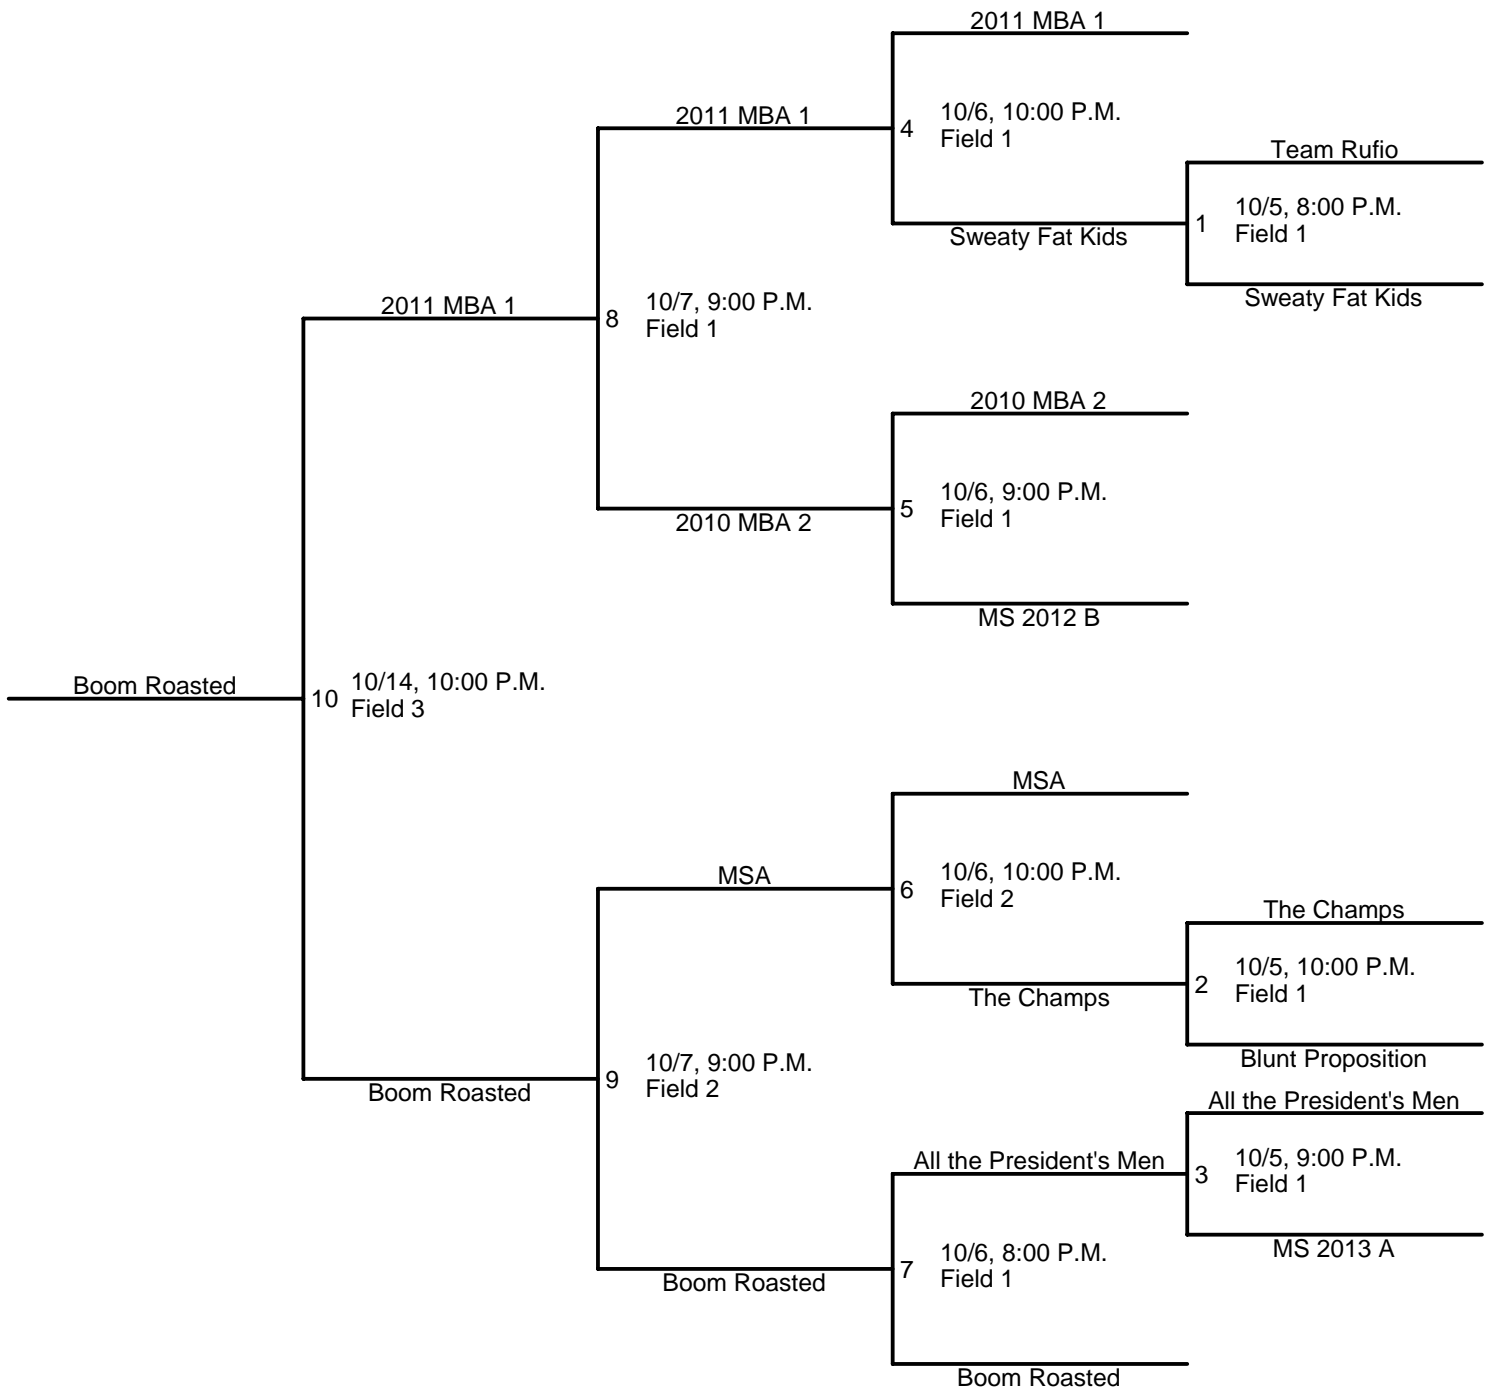 2011 MBA 1
2011 MBA 1
4
10/6, 10:00 P.M.
Field 1
Team Rufio
1
10/5, 8:00 P.M.
Field 1
Sweaty Fat Kids
Sweaty Fat Kids
2011 MBA 1
8
10/7, 9:00 P.M.
Field 1
2010 MBA 2
5
10/6, 9:00 P.M.
Field 1
2010 MBA 2
MS 2012 B
Boom Roasted
10
10/14, 10:00 P.M.
Field 3
MSA
MSA
6
10/6, 10:00 P.M.
Field 2
The Champs
2
10/5, 10:00 P.M.
Field 1
The Champs
Blunt Proposition
9
10/7, 9:00 P.M.
Field 2
Boom Roasted
All the President's Men
All the President's Men
3
10/5, 9:00 P.M.
Field 1
MS 2013 A
7
10/6, 8:00 P.M.
Field 1
Boom Roasted
Boom Roasted